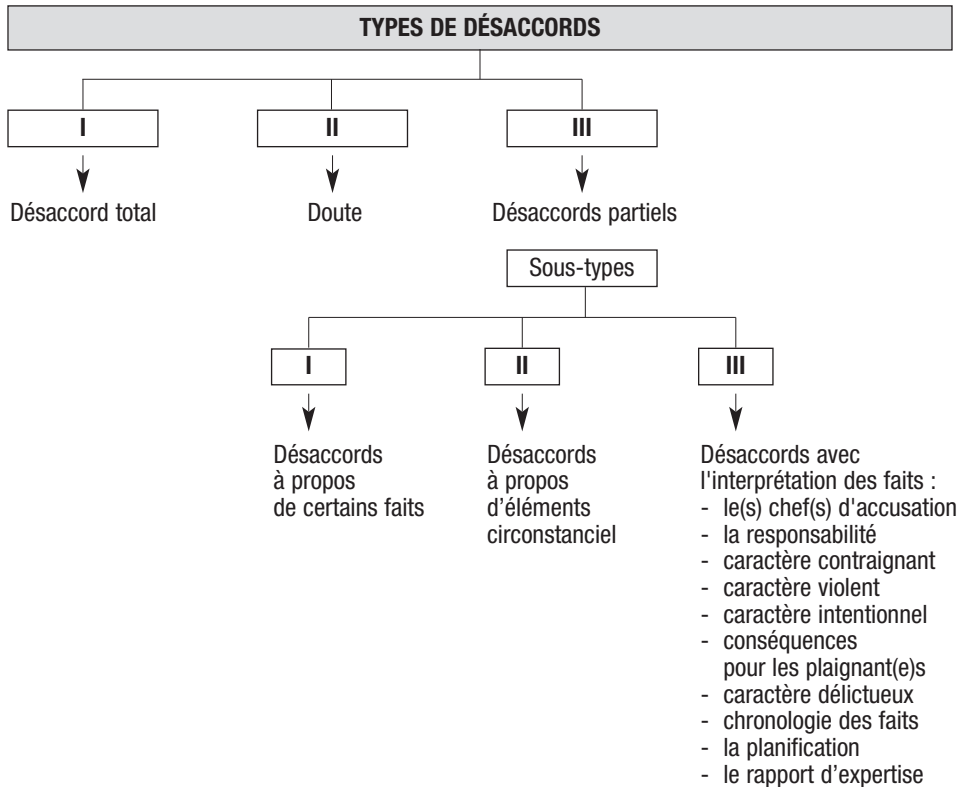 TYPES DE DÉSACCORDS
I
II
III
Désaccord total
Doute
Désaccords partiels
Sous-types
I
II
III
Désaccords
à propos
de certains faits
Désaccords
à propos
d’éléments
circonstanciel
Désaccords avec
l'interprétation des faits :
- le(s) chef(s) d'accusation
- la responsabilité
- caractère contraignant
- caractère violent
- caractère intentionnel
- conséquences
pour les plaignant(e)s
- caractère délictueux
- chronologie des faits
- la planification
- le rapport d’expertise